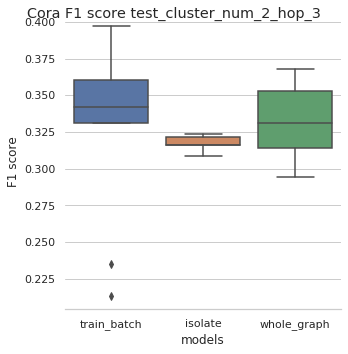 Cora F1 score test_cluster_num_2_hop_3
0.400
0.375
0.350
0.325
0.300
0.275
0.250
0.225
F1 score
train_batch isolate whole_graph
models